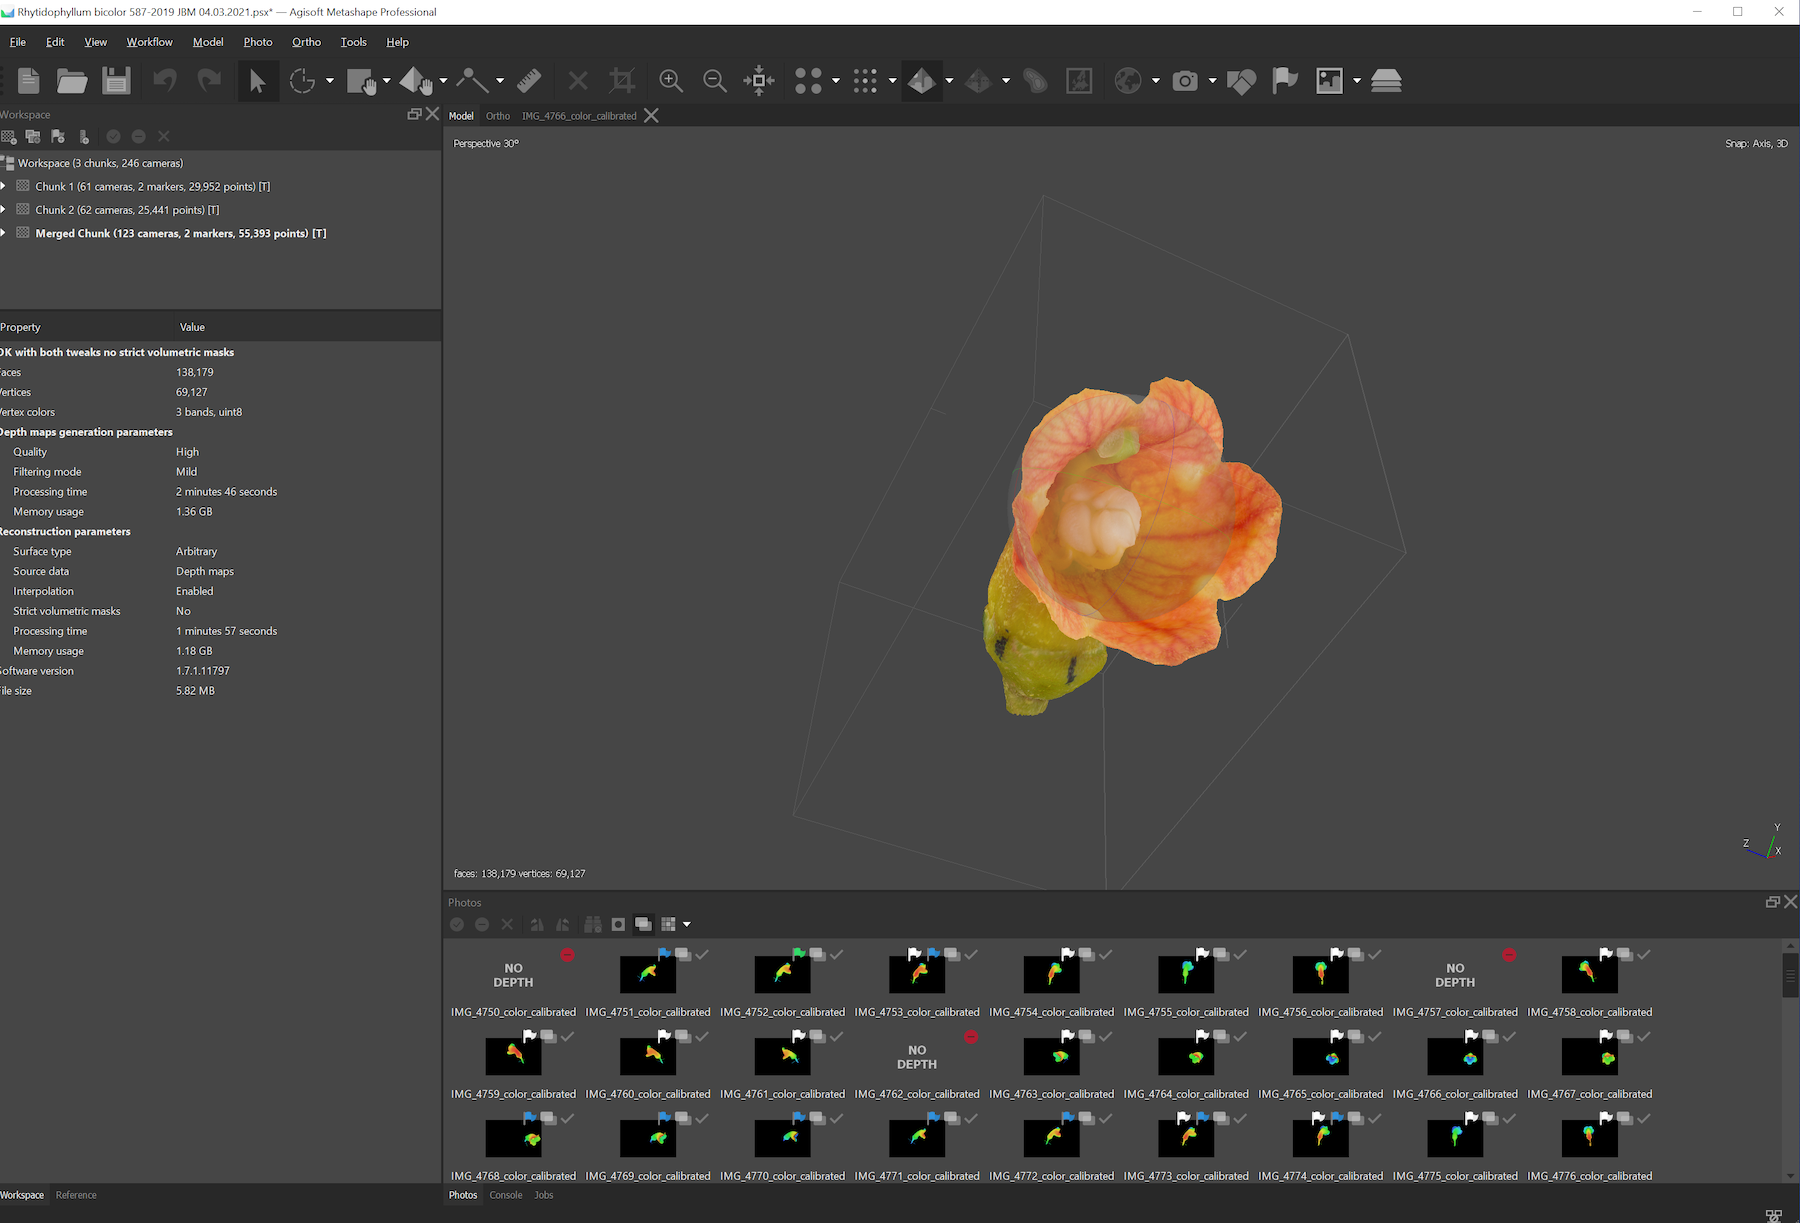 Rhytidophyllum bicolor 587-2019 JBM 04.03.2021.psx* — Agisoft Metashape Professional
File Edit View Workflow Model Photo Ortho Tools Help
Workspace
Workspace (3 chunks, 246 cameras)
Chunk 1 (61 cameras, 2 markers, 29,952 points) [T]
Chunk 2 (62 cameras, 25,441 points) [T]
Merged Chunk (123 cameras, 2 markers, 55,393 points) [T]
Property Value
OK with both tweaks no strict volumetric masks
Faces 138,179
Vertices 69,127
Vertex colors 3 bands, uint8
Depth maps generation parameters
Quality High
Filtering mode Mild
Processing time 2 minutes 46 seconds
Memory usage 1.36 GB
Reconstruction parameters
Surface type Arbitrary
Source data Depth maps
Interpolation Enabled
Strict volumetric masks No
Processing time 1 minutes 57 seconds
Memory usage 1.18 GB
Software version 1.7.1.11797
File size 5.82 MB
Workspace Reference
Model Ortho IMG_4766_color_calibrated
Perspective 30°
Snap: Axis, 3D
Y
Z
X
faces: 138,179 vertices: 69,127
Photos
NO
DEPTH
NO
DEPTH
IMG_4750_color_calibrated IMG_4751_color_calibrated IMG_4752_color_calibrated IMG_4753_color_calibrated IMG_4754_color_calibrated IMG_4755_color_calibrated IMG_4756_color_calibrated IMG_4757_color_calibrated IMG_4758_color_calibrated
NO
DEPTH
IMG_4759_color_calibrated IMG_4760_color_calibrated IMG_4761_color_calibrated IMG_4762_color_calibrated IMG_4763_color_calibrated IMG_4764_color_calibrated IMG_4765_color_calibrated IMG_4766_color_calibrated IMG_4767_color_calibrated
IMG_4768_color_calibrated IMG_4769_color_calibrated IMG_4770_color_calibrated IMG_4771_color_calibrated IMG_4772_color_calibrated IMG_4773_color_calibrated IMG_4774_color_calibrated IMG_4775_color_calibrated IMG_4776_color_calibrated
Photos Console Jobs